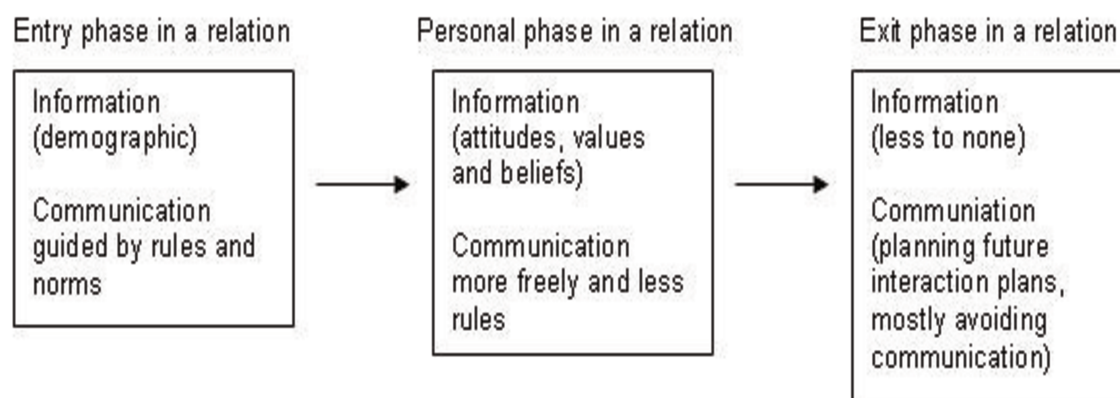 Entry phase in a relation
Information
(demographic)
Communication
guided by rules and
norms
Personal phase in a relation
Information
(attitudes, values
and beliefs)
Communication
more freely and less
rules
Exit phase in a relation
Information
(less to none)
Communiation
(planning future
interaction plans,
mostly avoiding
communication)